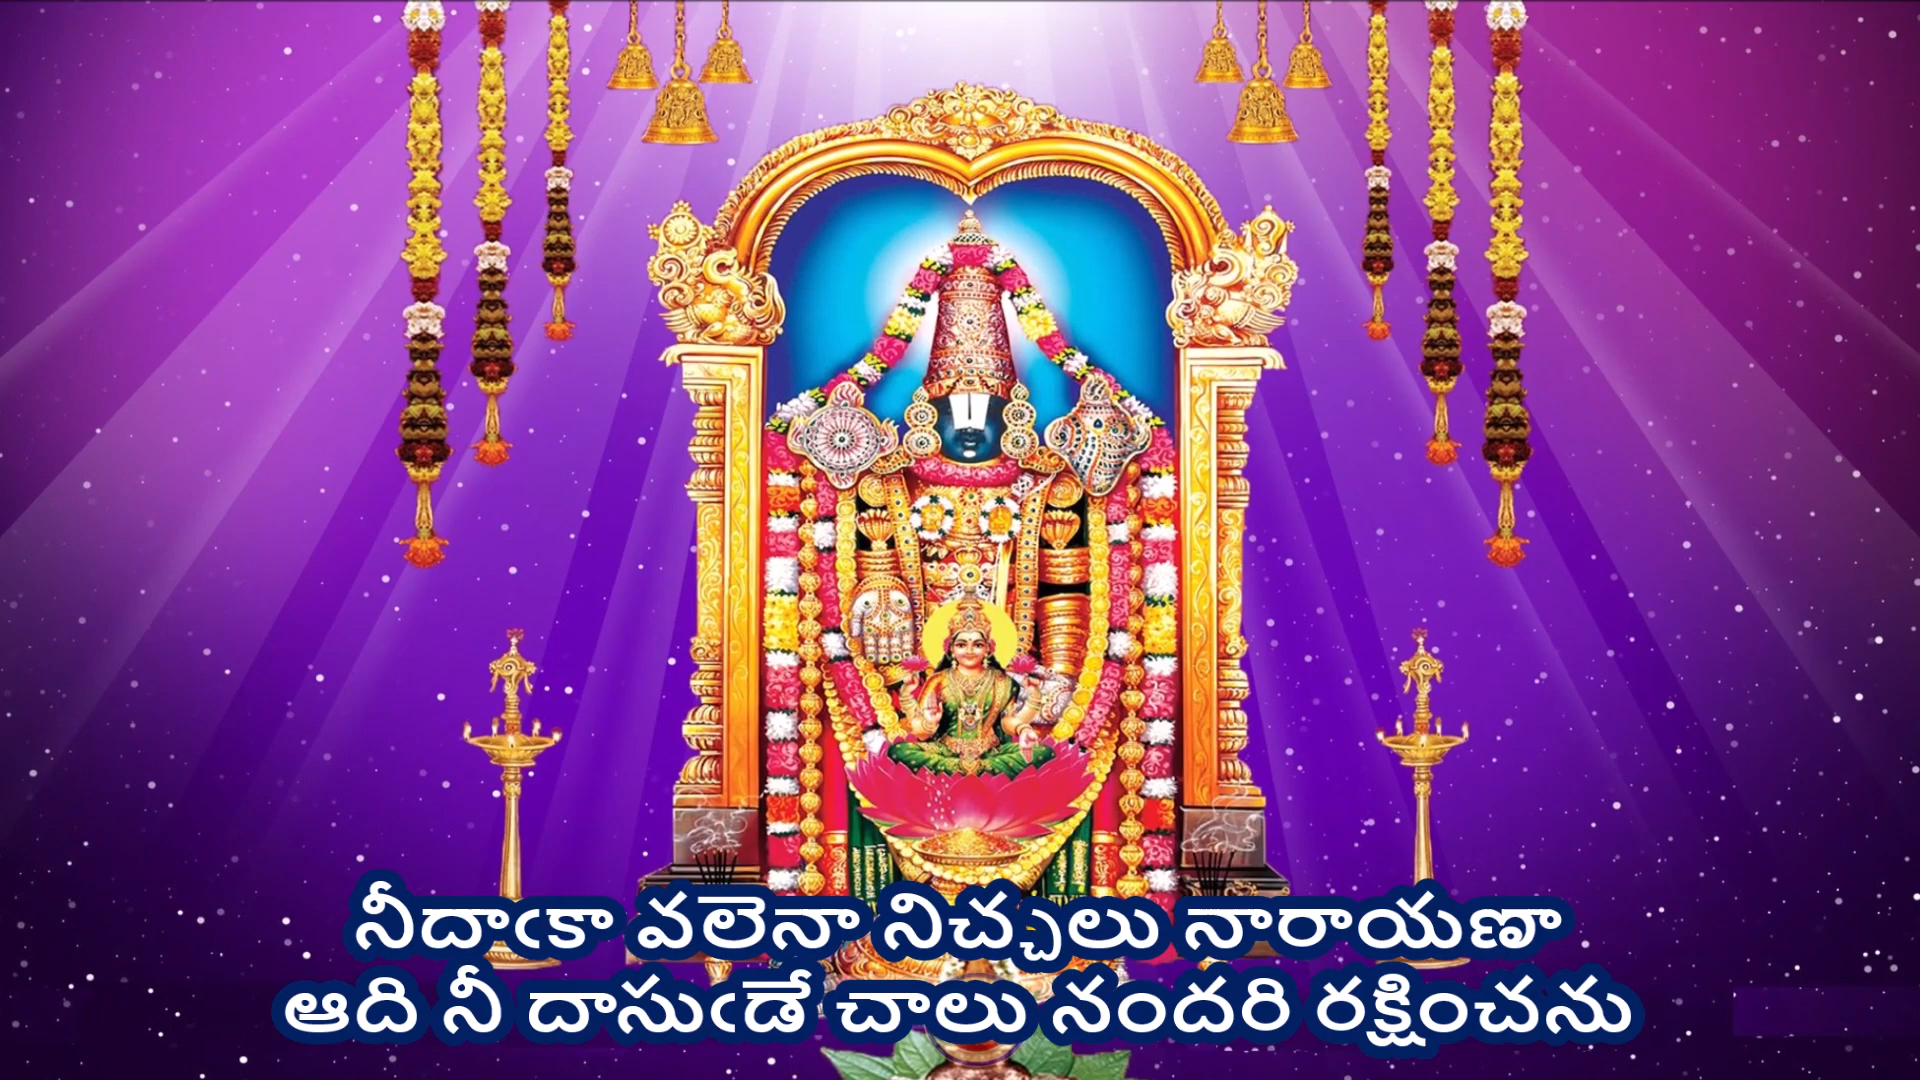 నీదాఁకా వలెనా నిచ్చలు నారాయణా
ఆది నీ దాసుఁడే చాలు నందరి రక్షించను